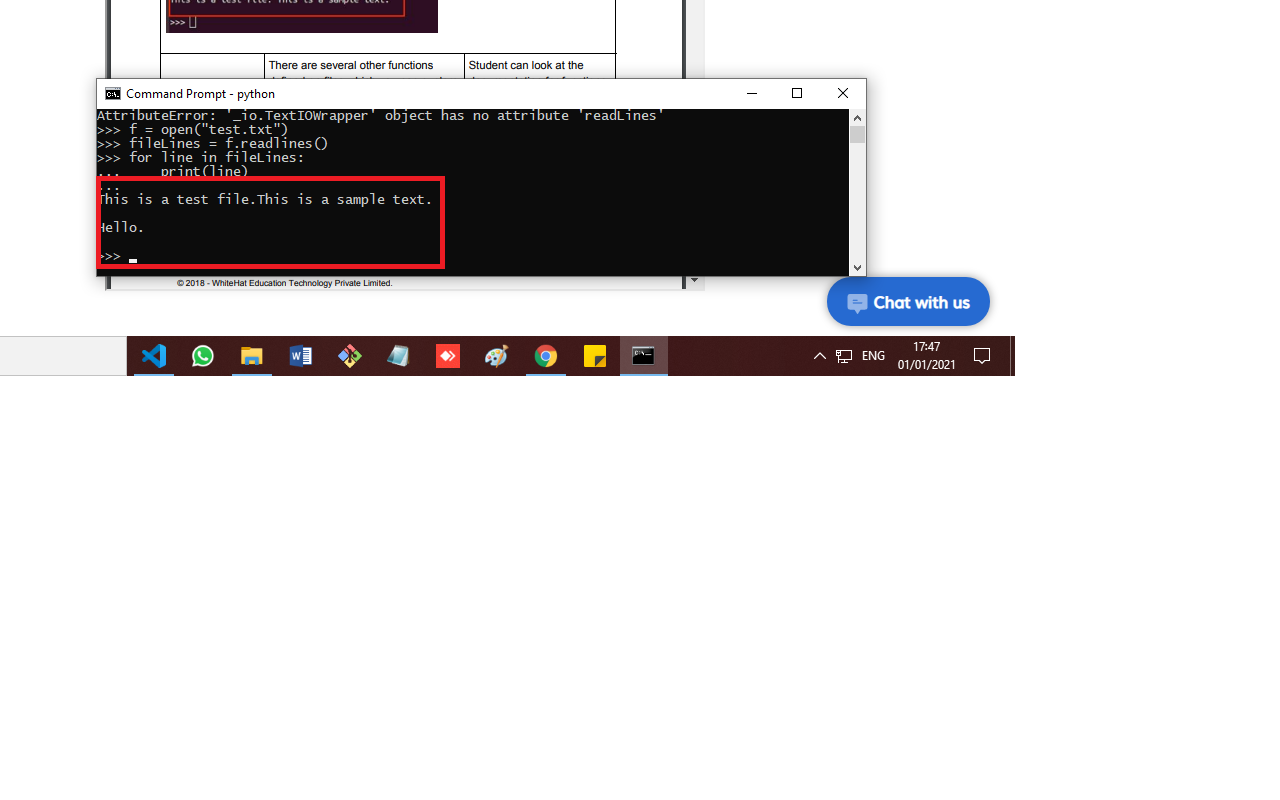 This is a test file. This is a sample text.
>>>
There are several other functions
Student can look at the
Command Prompt - python
AttributeError: '_io.TextIOWrapper' object has no attribute 'readLines'
>>> f = open("test.txt")
>>> fileLines = f.readlines()
>>> for line in fileLines:
...     print(line)
...
This is a test file.This is a sample text.
Hello.
>>>
© 2018 - WhiteHat Education Technology Private Limited.
Chat with us
ENG
17:47
01/01/2021